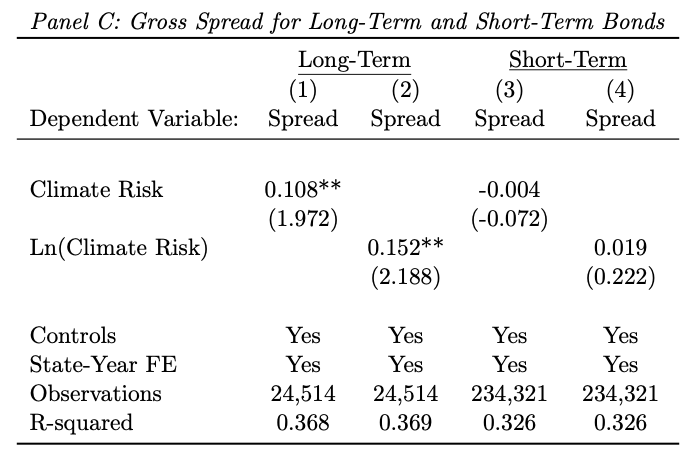 Panel C: Gross Spread for Long-Term and Short-Term Bonds
Long-Term Short-Term
(1) (2) (3) (4)
Dependent Variable: Spread Spread Spread Spread
Climate Risk 0.108** -0.004
(1.972) (-0.072)
Ln(Climate Risk) 0.152** 0.019
(2.188) (0.222)
Controls Yes Yes Yes Yes
State-Year FE Yes Yes Yes Yes
Observations 24,514 24,514 234,321 234,321
R-squared 0.368 0.369 0.326 0.326